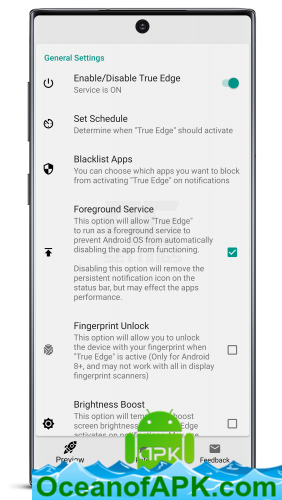 General Settings
Enable/Disable True Edge
Service is ON
Set Schedule
Determine when "True Edge" should activate
Blacklist Apps
You can choose which apps you want to block
from activating "True Edge" on notifications
Foreground Service
This option will allow "True Edge"
to run as a foreground service to
prevent Android OS from automatically
disabling the app from functioning.
Disabling this option will remove the
persistent notification icon on the
status bar, but may effect the apps
performance.
Fingerprint Unlock
This option will allow you to unlock
the device with your fingerprint when
"True Edge" is active (Only for Android
8+, and may not work with all in display
fingerprint scanners)
Brightness Boost
This option will boost
screen brightness Edge
activates on
Preview
Feedback
APK
OceanofAPK.com